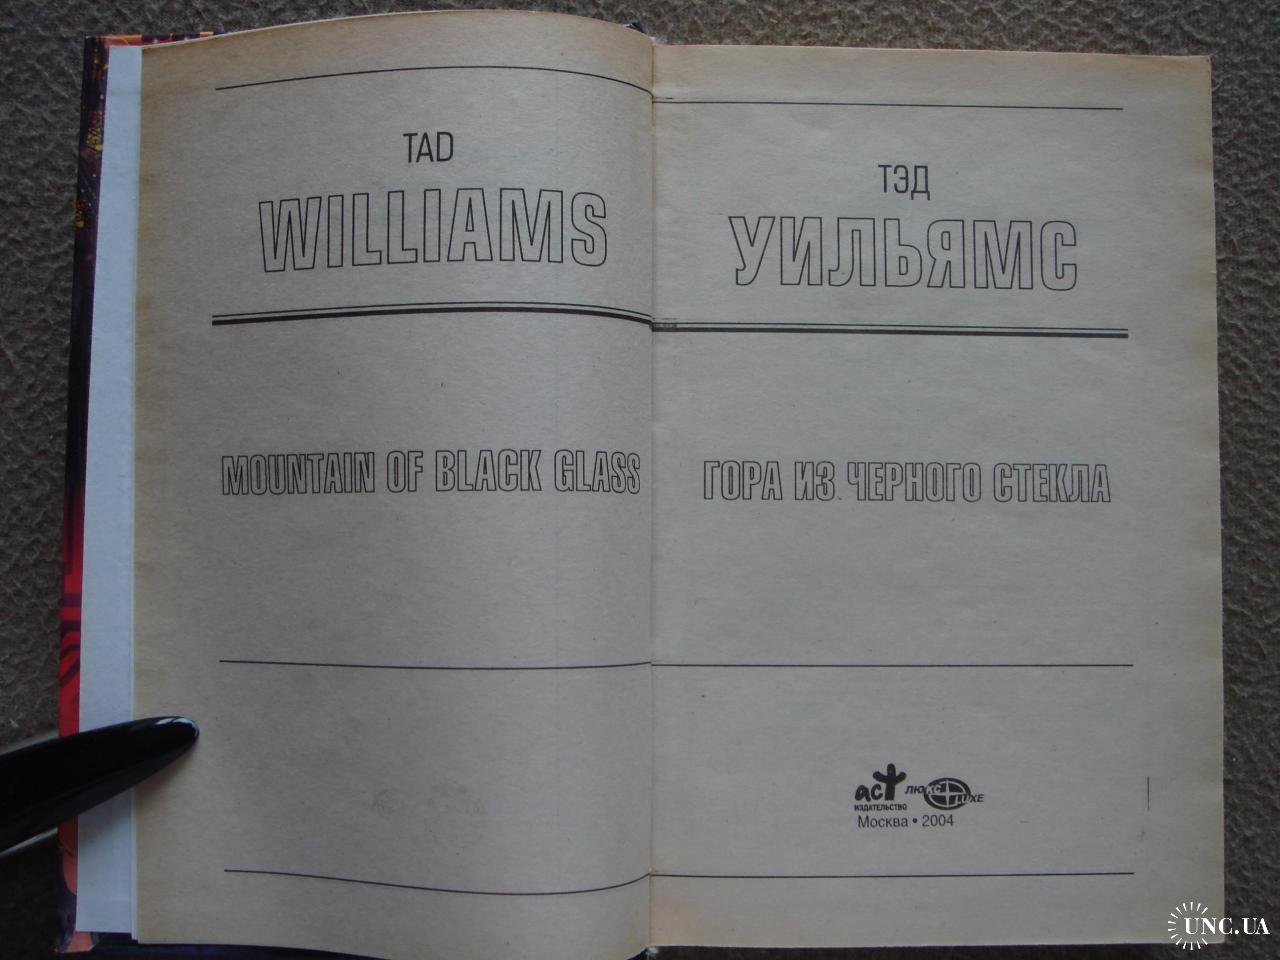 TAD
WILLIAMS
MOUNTAIN OF BLACK GLASS
ТЭД
УИЛЬЯМС
ГОРА ИЗ ЧЕРНОГО СТЕКЛА
аст люкс LUXE
ИЗДАТЕЛЬСТВО
Москва • 2004
UNC.UA